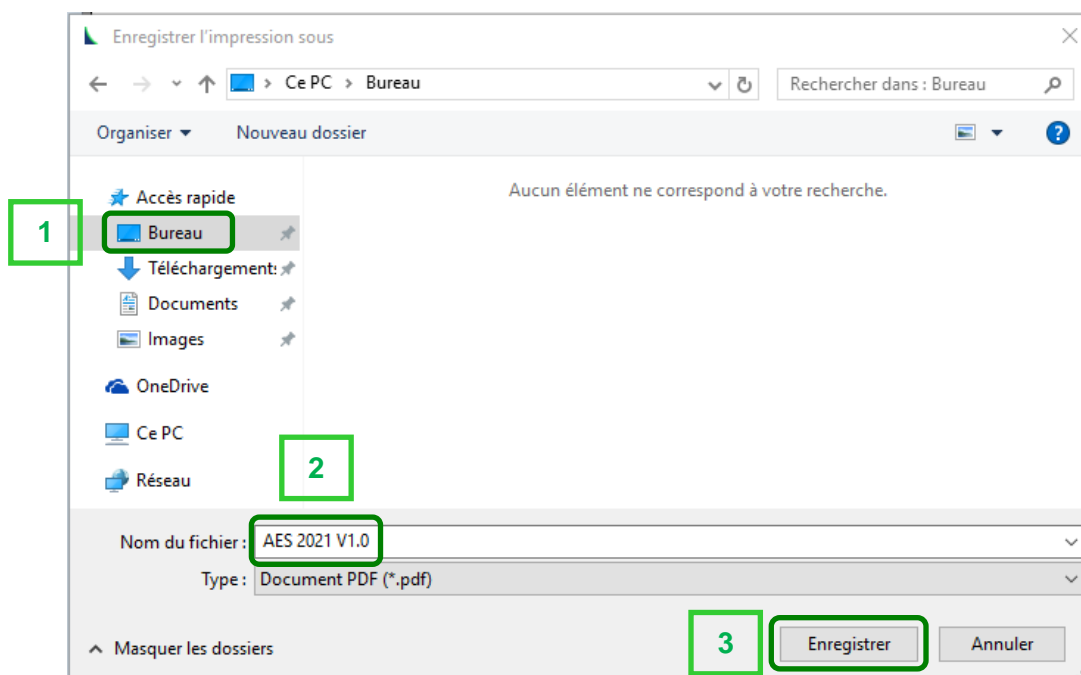 Enregistrer l'impression sous
Ce PC > Bureau
Rechercher dans : Bureau
Organiser
Nouveau dossier
?
Aucun élément ne correspond à votre recherche.
Accès rapide
1
Bureau
Téléchargements
Documents
Images
OneDrive
Ce PC
2
Réseau
Nom du fichier : AES 2021 V1.0
Type : Document PDF (*.pdf)
Masquer les dossiers
3
Enregistrer
Annuler